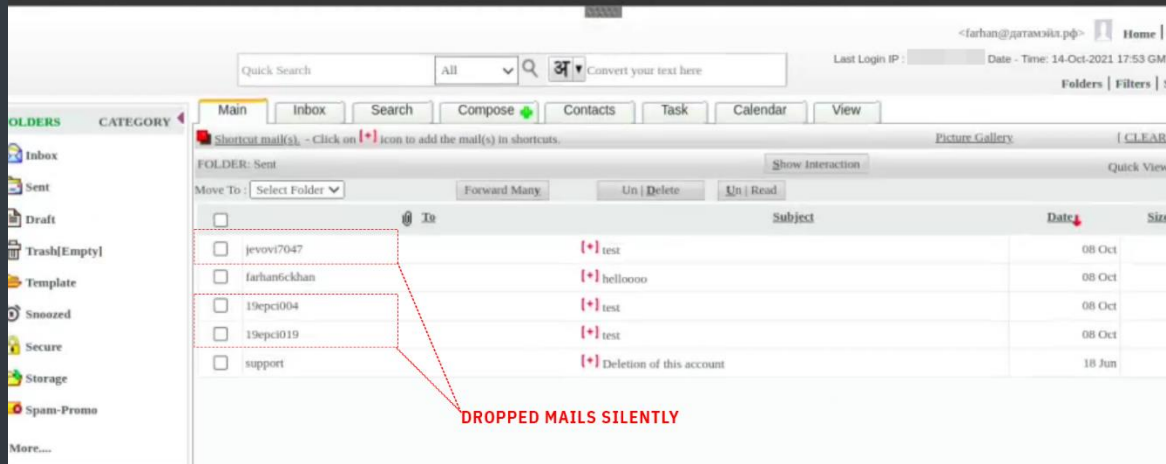 <farhan@датамэйл.рф> Home |
Quick Search All अ Convert your text here
Last Login IP : Date - Time: 14-Oct-2021 17:53 GM
Folders | Filters |
OLDERS CATEGORY
Main Inbox Search Compose Contacts Task Calendar View
Shortcut mail(s). - Click on [+] icon to add the mail(s) in shortcuts. Picture Gallery [ CLEAR
Inbox
FOLDER: Sent Show Interaction Quick View
Sent
Move To : Select Folder Forward Many Un | Delete Un | Read
Draft
To Subject Date Size
Trash[Empty]
jevovi7047 [+] test 08 Oct
Template
farhan6ckhan [+] helloooo 08 Oct
Snoozed
19epci004 [+] test 08 Oct
Secure
19epci019 [+] test 08 Oct
Storage
support [+] Deletion of this account 18 Jun
Spam-Promo
DROPPED MAILS SILENTLY
More....